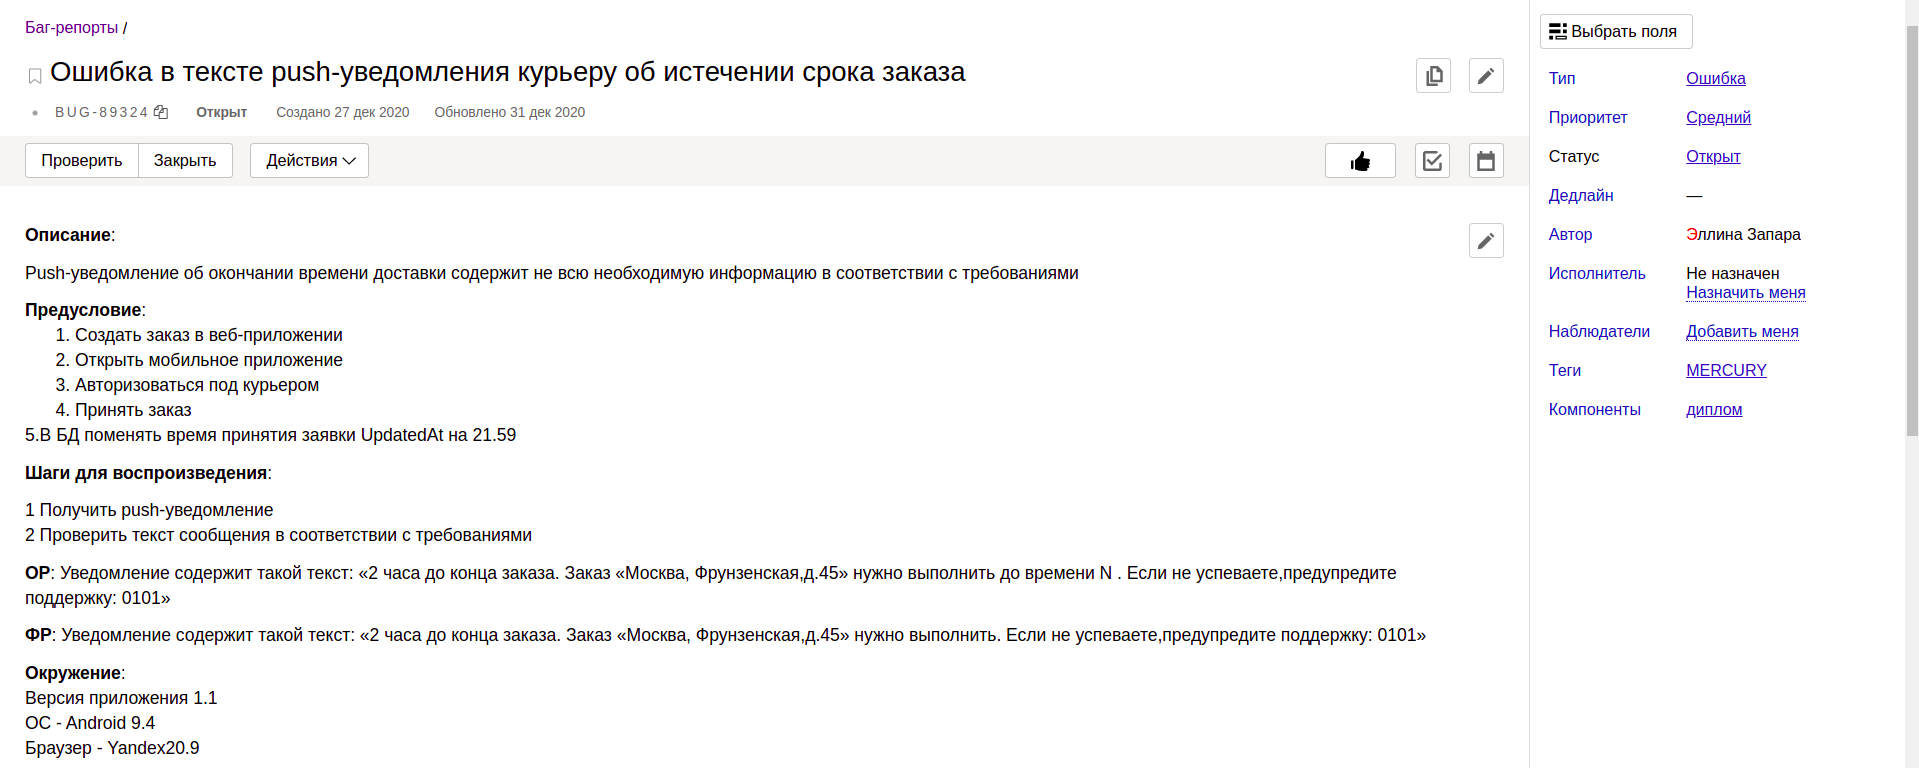 Баг-репорты /
Ошибка в тексте push-уведомления курьеру об истечении срока заказа
BUG-89324 Открыт Создано 27 дек 2020 Обновлено 31 дек 2020
Проверить Закрыть Действия
Описание:
Push-уведомление об окончании времени доставки содержит не всю необходимую информацию в соответствии с требованиями
Предусловие:
1. Создать заказ в веб-приложении
2. Открыть мобильное приложение
3. Авторизоваться под курьером
4. Принять заказ
5.В БД поменять время принятия заявки UpdatedAt на 21.59
Шаги для воспроизведения:
1 Получить push-уведомление
2 Проверить текст сообщения в соответствии с требованиями
ОР: Уведомление содержит такой текст: «2 часа до конца заказа. Заказ «Москва, Фрунзенская,д.45» нужно выполнить до времени N . Если не успеваете,предупредите
поддержку: 0101»
ФР: Уведомление содержит такой текст: «2 часа до конца заказа. Заказ «Москва, Фрунзенская,д.45» нужно выполнить. Если не успеваете,предупредите поддержку: 0101»
Окружение:
Версия приложения 1.1
ОС - Android 9.4
Браузер - Yandex20.9
Выбрать поля
Тип Ошибка
Приоритет Средний
Статус Открыт
Дедлайн —
Автор Эллина Запара
Исполнитель Не назначен
Назначить меня
Наблюдатели Добавить меня
Теги MERCURY
Компоненты диплом